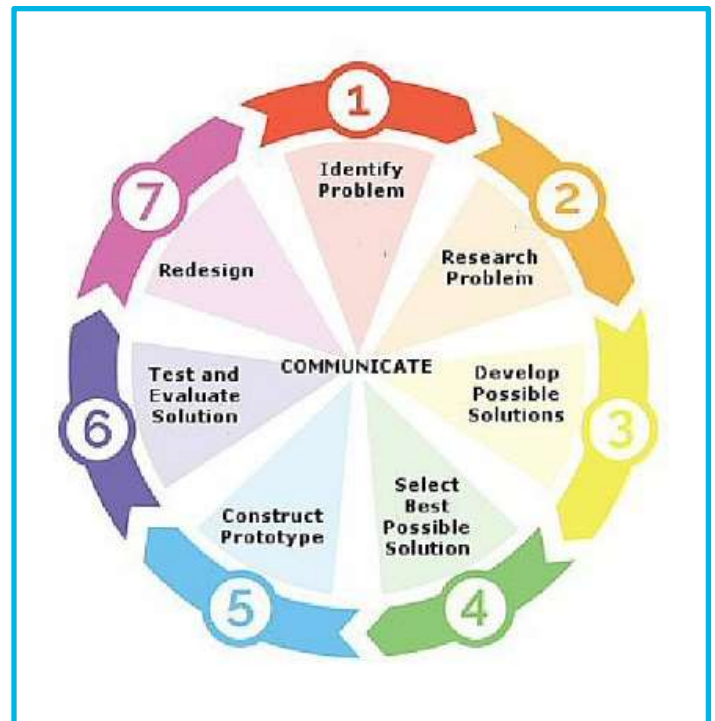 1
Identify
Problem
2
Research
Problem
3
Develop
Possible
Solutions
4
Select
Best
Possible
Solution
5
Construct
Prototype
6
Test and
Evaluate
Solution
7
Redesign
COMMUNICATE